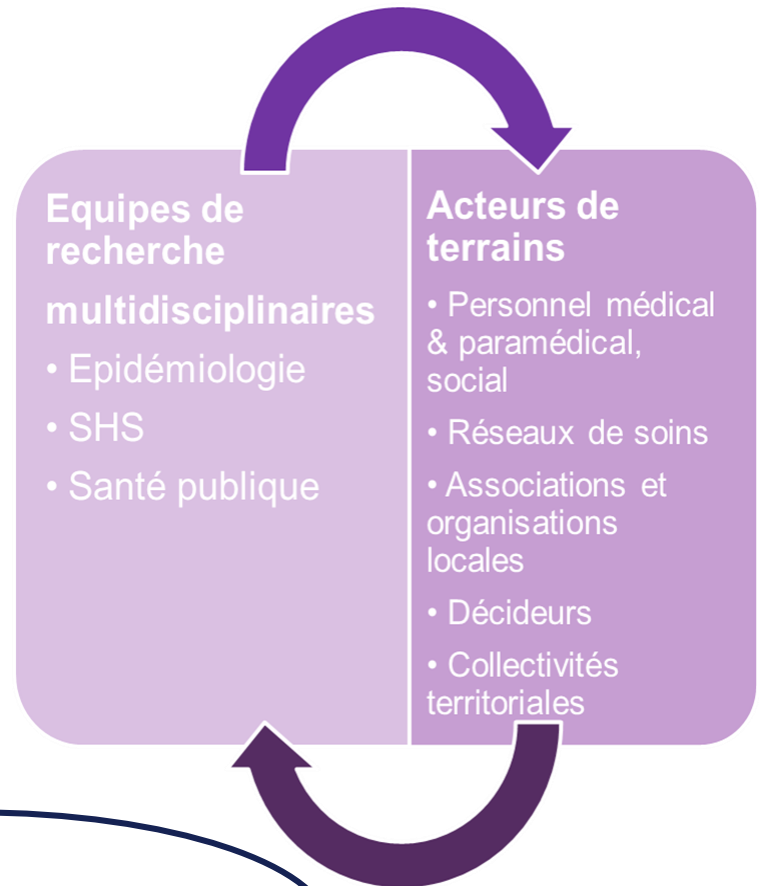 Equipes de
recherche
multidisciplinaires
• Epidémiologie
• SHS
• Santé publique
Acteurs de
terrains
• Personnel médical
& paramédical,
social
• Réseaux de soins
• Associations et
organisations
locales
• Décideurs
• Collectivités
territoriales